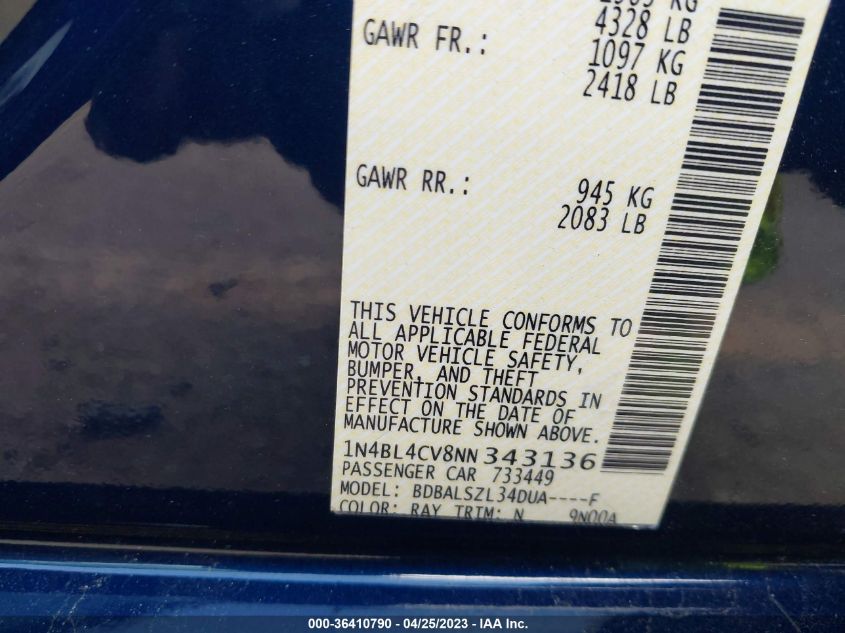 4328 LB
GAWR FR.: 1097 KG
2418 LB
GAWR RR.: 945 KG
2083 LB
THIS VEHICLE CONFORMS TO
ALL APPLICABLE FEDERAL
MOTOR VEHICLE SAFETY,
BUMPER, AND THEFT
PREVENTION STANDARDS IN
EFFECT ON THE DATE OF
MANUFACTURE SHOWN ABOVE.
1N4BL4CV8NN 343136
PASSENGER CAR 733449
MODEL: BDBALSZL34DUA----F
COLOR: RAY TRIM: N 9N00A
000-36410790 - 04/25/2023 - IAA Inc.